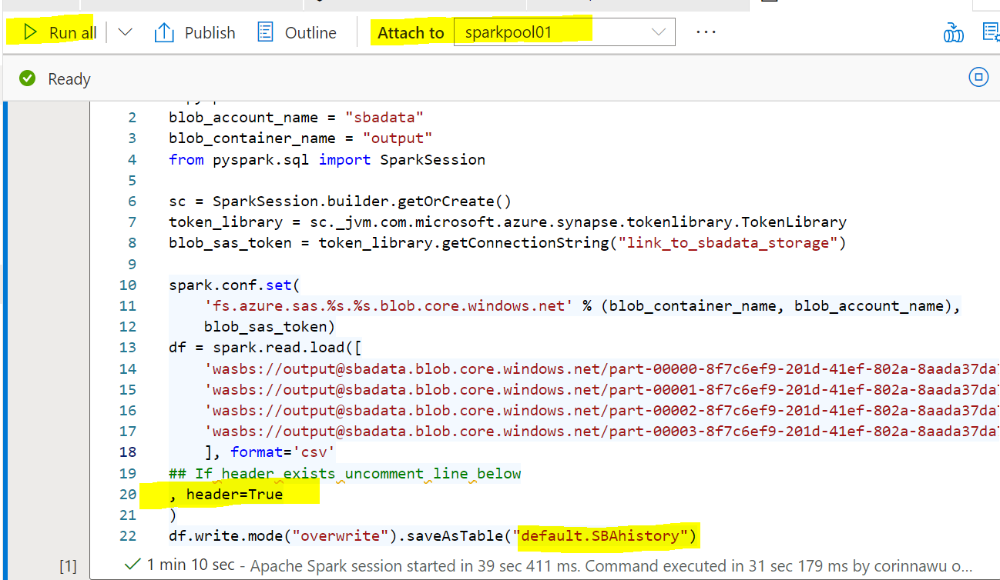 Run all
Publish
Outline
Attach to
sparkpool01
...
Ready
2 blob_account_name = "sbadata"
3 blob_container_name = "output"
4 from pyspark.sql import SparkSession
5
6 sc = SparkSession.builder.getOrCreate()
7 token_library = sc._jvm.com.microsoft.azure.synapse.tokenlibrary.TokenLibrary
8 blob_sas_token = token_library.getConnectionString("link_to_sbadata_storage")
9
10 spark.conf.set(
11 'fs.azure.sas.%s.%s.blob.core.windows.net' % (blob_container_name, blob_account_name),
12 blob_sas_token)
13 df = spark.read.load([
14 'wasbs://output@sbadata.blob.core.windows.net/part-00000-8f7c6ef9-201d-41ef-802a-8aada37da7
15 'wasbs://output@sbadata.blob.core.windows.net/part-00001-8f7c6ef9-201d-41ef-802a-8aada37da7
16 'wasbs://output@sbadata.blob.core.windows.net/part-00002-8f7c6ef9-201d-41ef-802a-8aada37da7
17 'wasbs://output@sbadata.blob.core.windows.net/part-00003-8f7c6ef9-201d-41ef-802a-8aada37da7
18 ], format='csv'
19 ## If header exists uncomment line below
20 , header=True
21 )
22 df.write.mode("overwrite").saveAsTable("default.SBAhistory")
[1] 1 min 10 sec - Apache Spark session started in 39 sec 411 ms. Command executed in 31 sec 179 ms by corinnawu o...